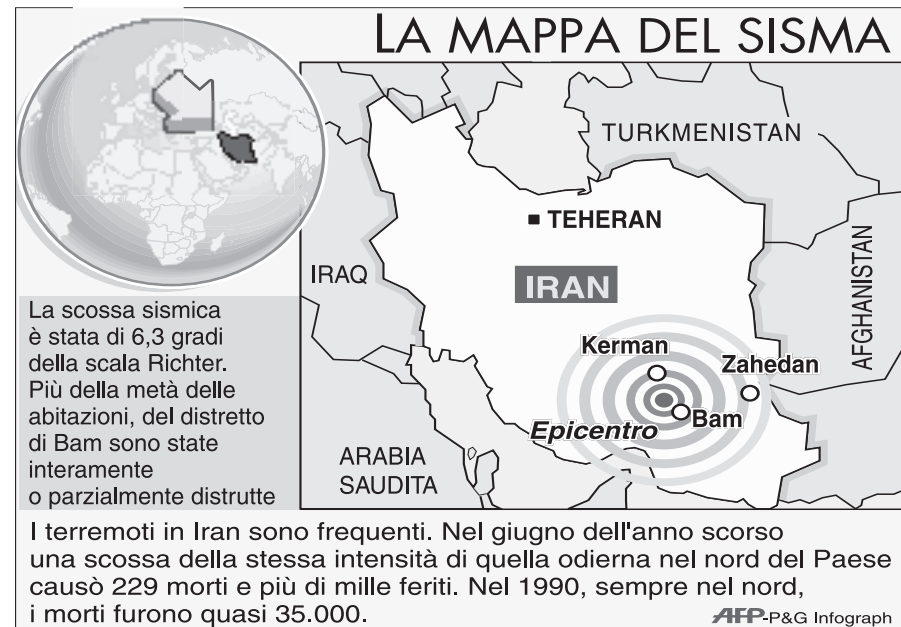 LA MAPPA DEL SISMA
TURKMENISTAN
TEHERAN
IRAQ
IRAN
AFGHANISTAN
Kerman
Zahedan
Bam
Epicentro
ARABIA
SAUDITA
La scossa sismica
è stata di 6,3 gradi
della scala Richter.
Più della metà delle
abitazioni, del distretto
di Bam sono state
interamente
o parzialmente distrutte
I terremoti in Iran sono frequenti. Nel giugno dell'anno scorso
una scossa della stessa intensità di quella odierna nel nord del Paese
causò 229 morti e più di mille feriti. Nel 1990, sempre nel nord,
i morti furono quasi 35.000.
AFP-P&G Infograph